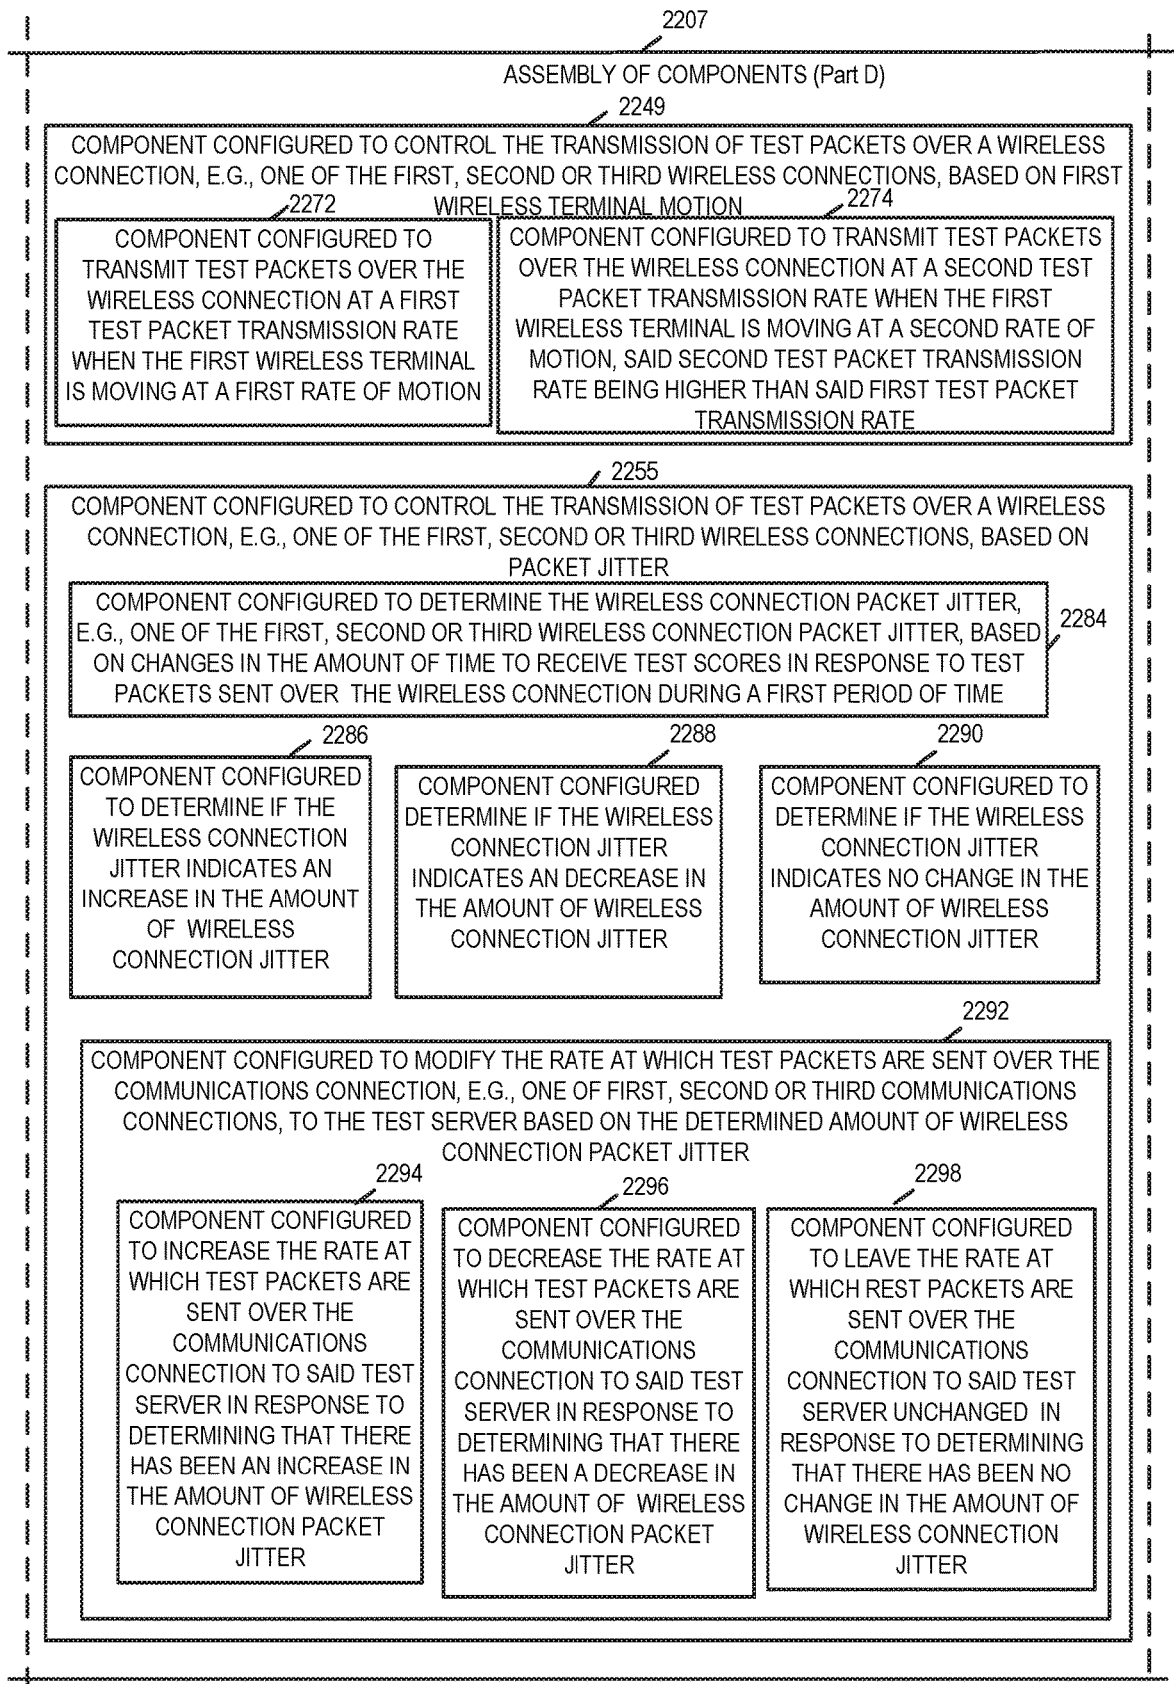 2207
ASSEMBLY OF COMPONENTS (Part D)
2249
COMPONENT CONFIGURED TO CONTROL THE TRANSMISSION OF TEST PACKETS OVER A WIRELESS
CONNECTION, E.G., ONE OF THE FIRST, SECOND OR THIRD WIRELESS CONNECTIONS, BASED ON FIRST
WIRELESS TERMINAL MOTION
2272
COMPONENT CONFIGURED TO
TRANSMIT TEST PACKETS OVER THE
WIRELESS CONNECTION AT A FIRST
TEST PACKET TRANSMISSION RATE
WHEN THE FIRST WIRELESS TERMINAL
IS MOVING AT A FIRST RATE OF MOTION
2274
COMPONENT CONFIGURED TO TRANSMIT TEST PACKETS
OVER THE WIRELESS CONNECTION AT A SECOND TEST
PACKET TRANSMISSION RATE WHEN THE FIRST
WIRELESS TERMINAL IS MOVING AT A SECOND RATE OF
MOTION, SAID SECOND TEST PACKET TRANSMISSION
RATE BEING HIGHER THAN SAID FIRST TEST PACKET
TRANSMISSION RATE
2255
COMPONENT CONFIGURED TO CONTROL THE TRANSMISSION OF TEST PACKETS OVER A WIRELESS
CONNECTION, E.G., ONE OF THE FIRST, SECOND OR THIRD WIRELESS CONNECTIONS, BASED ON
PACKET JITTER
COMPONENT CONFIGURED TO DETERMINE THE WIRELESS CONNECTION PACKET JITTER,
E.G., ONE OF THE FIRST, SECOND OR THIRD WIRELESS CONNECTION PACKET JITTER, BASED
ON CHANGES IN THE AMOUNT OF TIME TO RECEIVE TEST SCORES IN RESPONSE TO TEST
PACKETS SENT OVER THE WIRELESS CONNECTION DURING A FIRST PERIOD OF TIME
2284
2286
COMPONENT CONFIGURED
TO DETERMINE IF THE
WIRELESS CONNECTION
JITTER INDICATES AN
INCREASE IN THE AMOUNT
OF WIRELESS
CONNECTION JITTER
2288
COMPONENT CONFIGURED
DETERMINE IF THE WIRELESS
CONNECTION JITTER
INDICATES AN DECREASE IN
THE AMOUNT OF WIRELESS
CONNECTION JITTER
2290
COMPONENT CONFIGURED TO
DETERMINE IF THE WIRELESS
CONNECTION JITTER
INDICATES NO CHANGE IN THE
AMOUNT OF WIRELESS
CONNECTION JITTER
2292
COMPONENT CONFIGURED TO MODIFY THE RATE AT WHICH TEST PACKETS ARE SENT OVER THE
COMMUNICATIONS CONNECTION, E.G., ONE OF FIRST, SECOND OR THIRD COMMUNICATIONS
CONNECTIONS, TO THE TEST SERVER BASED ON THE DETERMINED AMOUNT OF WIRELESS
CONNECTION PACKET JITTER
2294
COMPONENT CONFIGURED
TO INCREASE THE RATE AT
WHICH TEST PACKETS ARE
SENT OVER THE
COMMUNICATIONS
CONNECTION TO SAID TEST
SERVER IN RESPONSE TO
DETERMINING THAT THERE
HAS BEEN AN INCREASE IN
THE AMOUNT OF WIRELESS
CONNECTION PACKET
JITTER
2296
COMPONENT CONFIGURED
TO DECREASE THE RATE AT
WHICH TEST PACKETS ARE
SENT OVER THE
COMMUNICATIONS
CONNECTION TO SAID TEST
SERVER IN RESPONSE TO
DETERMINING THAT THERE
HAS BEEN A DECREASE IN
THE AMOUNT OF WIRELESS
CONNECTION PACKET
JITTER
2298
COMPONENT CONFIGURED
TO LEAVE THE RATE AT
WHICH REST PACKETS ARE
SENT OVER THE
COMMUNICATIONS
CONNECTION TO SAID TEST
SERVER UNCHANGED IN
RESPONSE TO DETERMINING
THAT THERE HAS BEEN NO
CHANGE IN THE AMOUNT OF
WIRELESS CONNECTION
JITTER